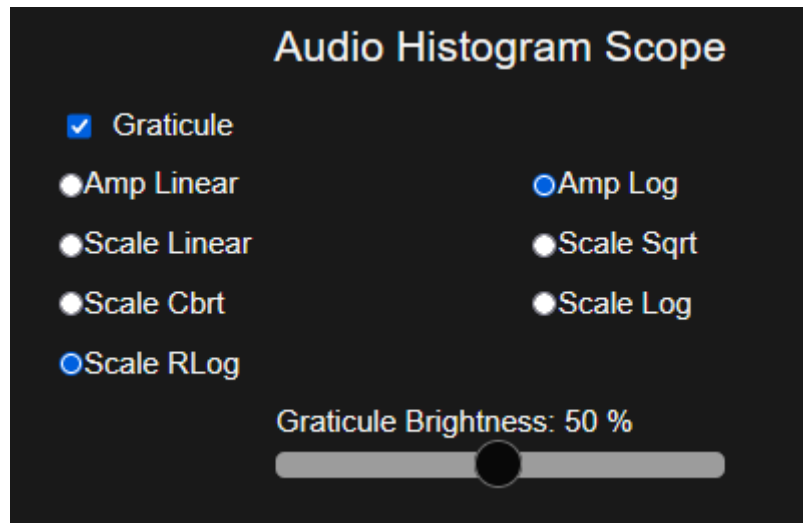 Audio Histogram Scope
Graticule
Amp Linear Amp Log
Scale Linear Scale Sqrt
Scale Cbrt Scale Log
Scale RLog
Graticule Brightness: 50 %